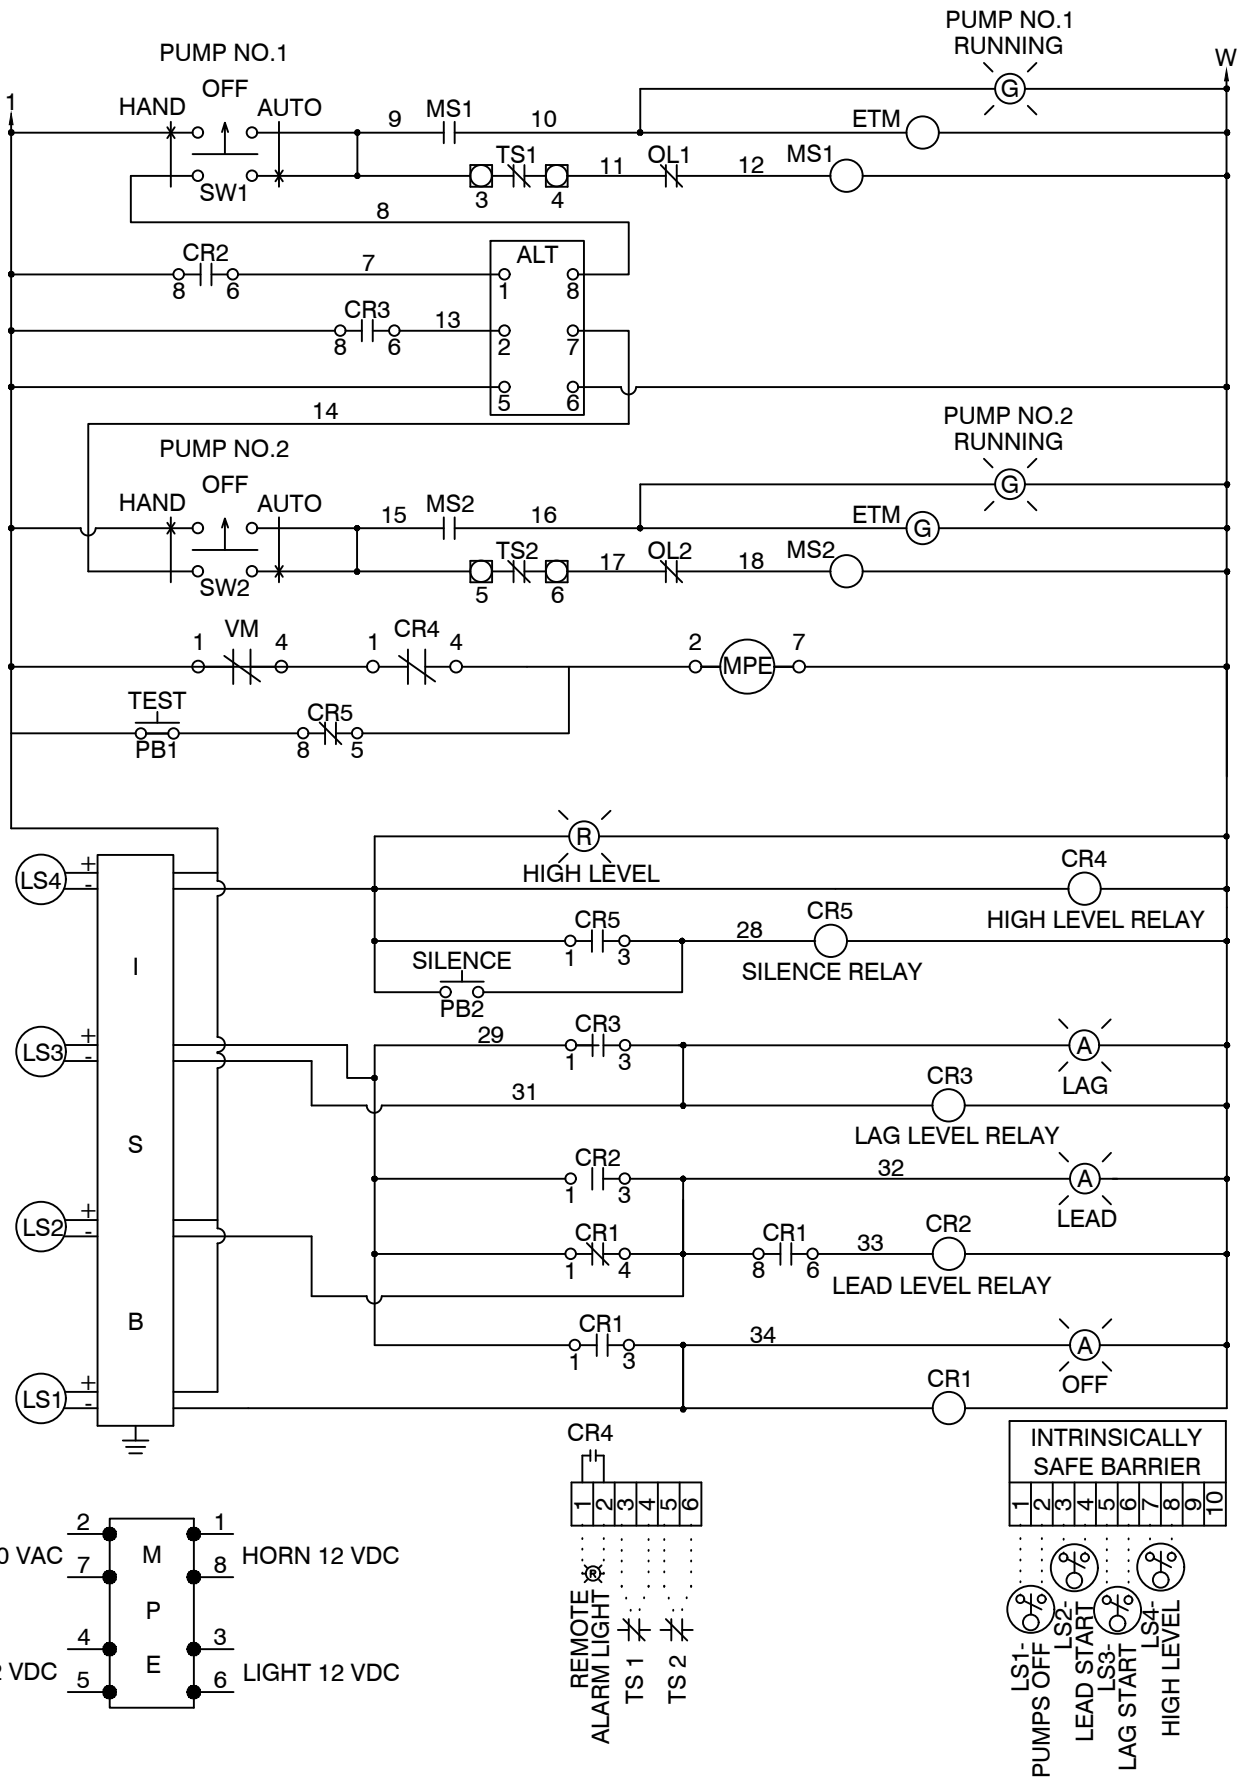 PUMP NO.1
RUNNING
W
PUMP NO.1
OFF
HAND
AUTO
1
9
MS1
10
G
ETM
SW1
TS1
3
4
11
OL1
12
MS1
8
CR2
8
6
7
ALT
1
8
CR3
8
6
13
2
7
5
6
14
PUMP NO.2
RUNNING
PUMP NO.2
OFF
HAND
AUTO
15
MS2
16
G
ETM
G
SW2
TS2
5
6
17
OL2
18
MS2
VM
1
4
CR4
1
4
2
MPE
7
TEST
PB1
CR5
8
5
R
HIGH LEVEL
LS4
+
-
CR4
HIGH LEVEL RELAY
I
CR5
1
3
28
CR5
SILENCE RELAY
SILENCE
PB2
LS3
+
-
29
CR3
1
3
A
LAG
31
CR3
LAG LEVEL RELAY
S
CR2
1
3
32
A
LEAD
LS2
+
-
CR1
1
4
CR1
8
6
33
CR2
LEAD LEVEL RELAY
B
CR1
1
3
34
A
OFF
LS1
+
-
CR1
CR4
1
2
3
4
5
6
REMOTE
ALARM LIGHT
R
TS 1
TS 2
INTRINSICALLY
SAFE BARRIER
1
2
3
4
5
6
7
8
9
10
LS1-
PUMPS OFF
LS2-
LEAD START
LS3-
LAG START
LS4-
HIGH LEVEL
2
1
0 VAC
M
HORN 12 VDC
7
8
P
4
3
VDC
E
LIGHT 12 VDC
5
6